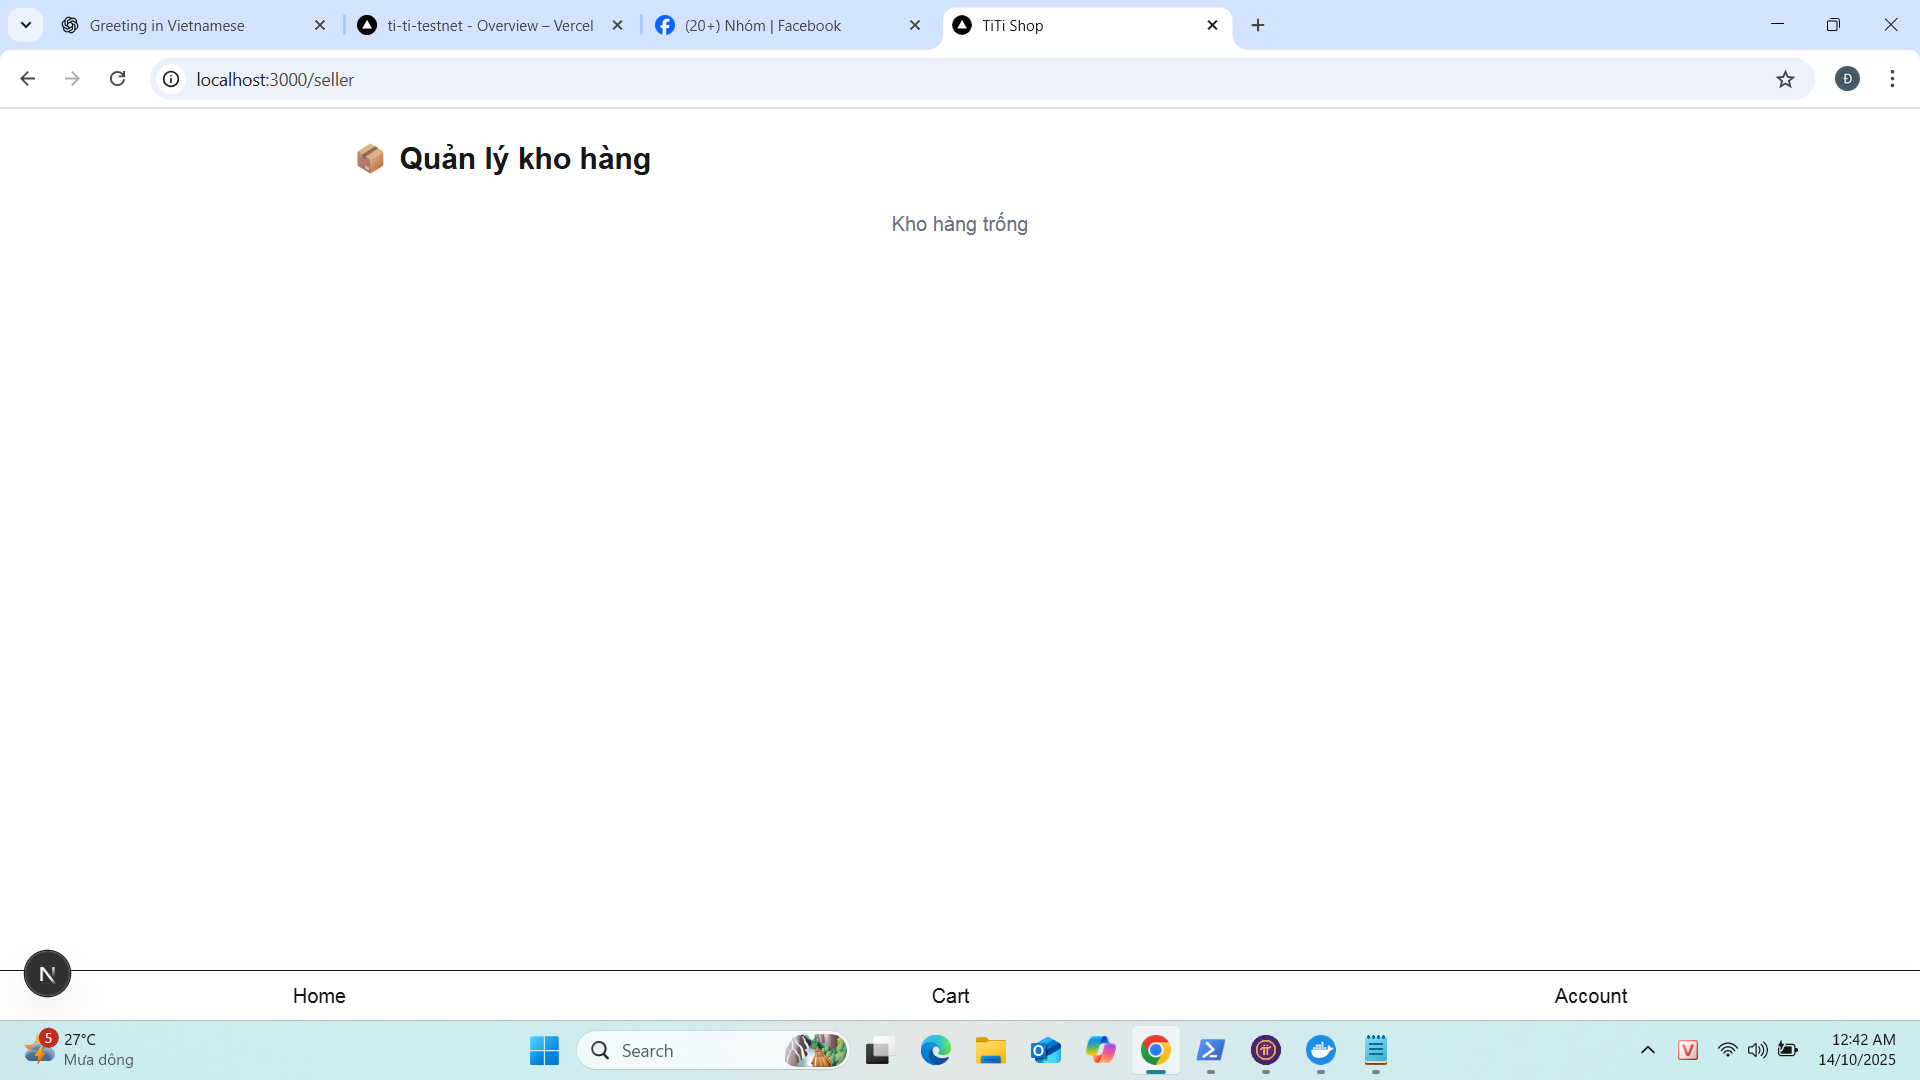 Greeting in Vietnamese
ti-ti-testnet - Overview – Vercel
(20+) Nhóm | Facebook
TiTi Shop
localhost:3000/seller
Đ
📦 Quản lý kho hàng
Kho hàng trống
N
Home
Cart
Account
5
27°C
Mưa dông
Search
V
12:42 AM
14/10/2025